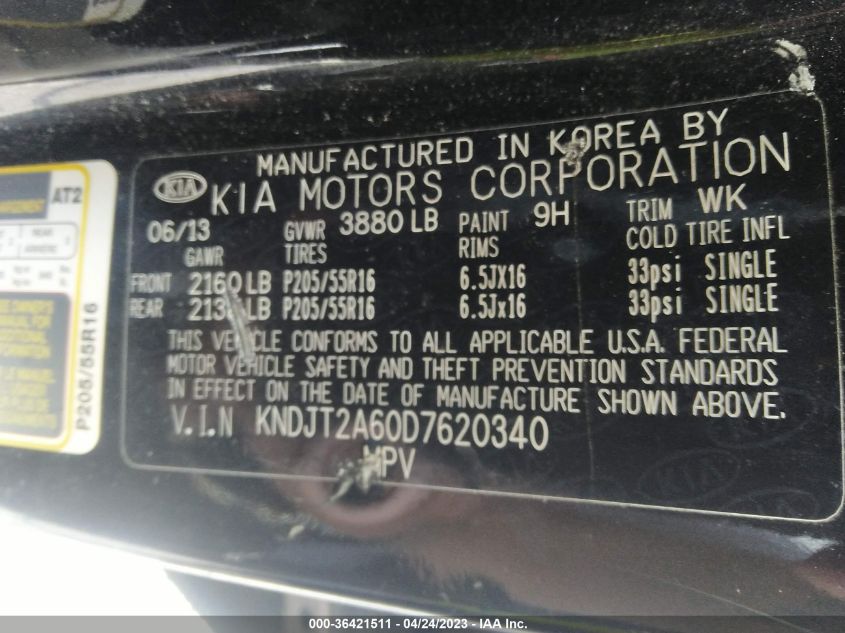 MANUFACTURED IN KOREA BY
KIA KIA MOTORS CORPORATION
06/13 GVWR 3880 LB PAINT 9H TRIM WK
GAWR TIRES RIMS COLD TIRE INFL
FRONT 2160 LB P205/55R16 6.5JX16 33psi SINGLE
REAR LB P205/55R16 6.5Jx16 33psi SINGLE
THIS VEHICLE CONFORMS TO ALL APPLICABLE U.S.A. FEDERAL
MOTOR VEHICLE SAFETY AND THEFT PREVENTION STANDARDS
IN EFFECT ON THE DATE OF MANUFACTURE SHOWN ABOVE.
V.I.N KNDJT2A60D7620340
MPV
AT2
REAR
P205/55R16
000-36421511 - 04/24/2023 - IAA Inc.